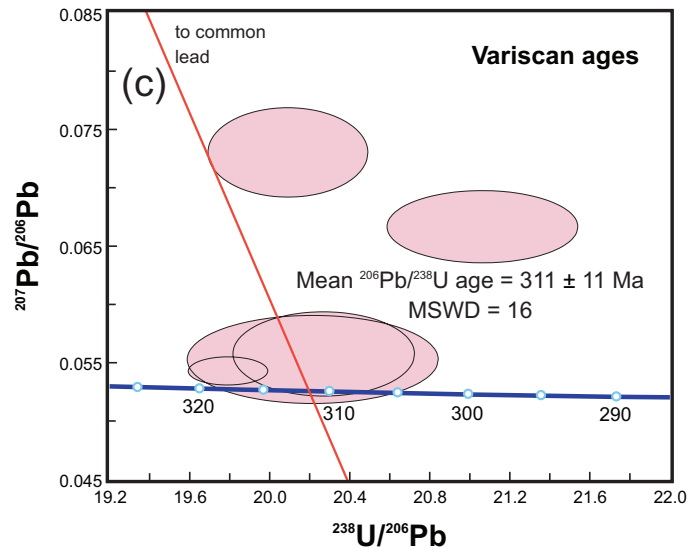 0.085
to common
lead
Variscan ages
(c)
0.075
0.065
²⁰⁷Pb/²⁰⁶Pb
Mean ²⁰⁶Pb/²³⁸U age = 311 ± 11 Ma
MSWD = 16
0.055
320 310 300 290
0.045
19.2 19.6 20.0 20.4 20.8 21.2 21.6 22.0
²³⁸U/²⁰⁶Pb